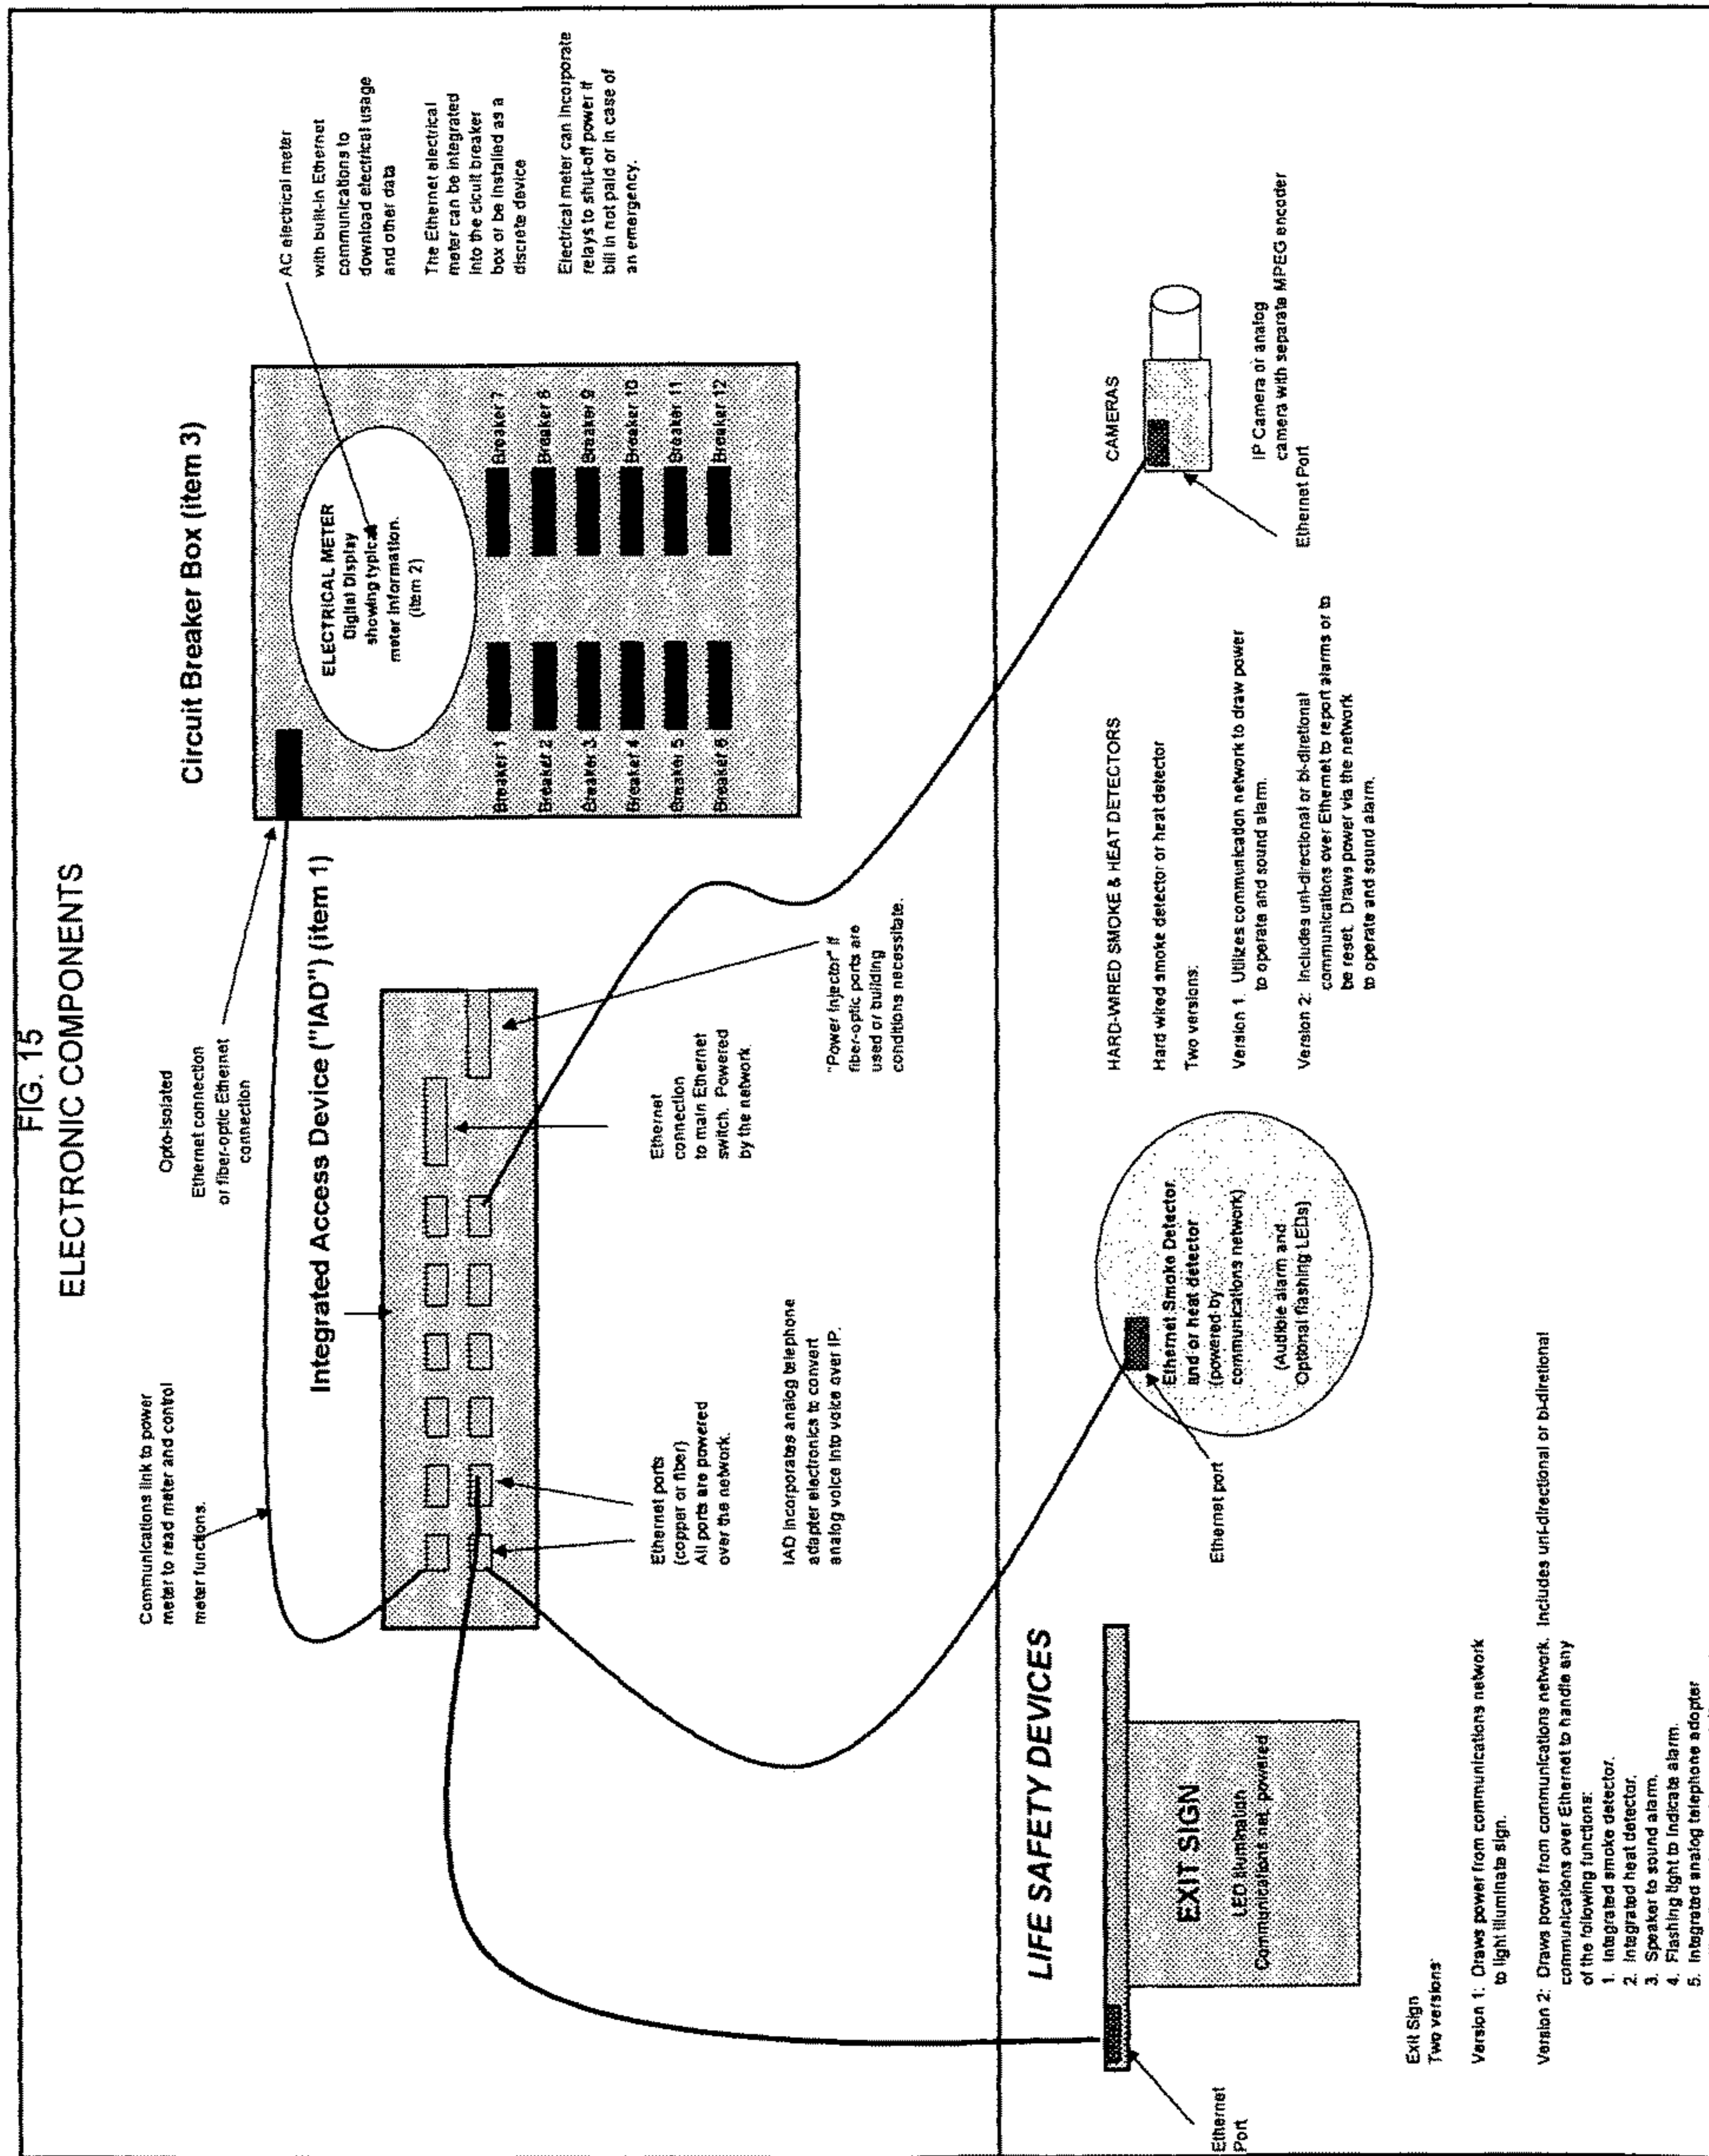 FIG. 15
ELECTRONIC COMPONENTS
Communications link to power
meter to read meter and control
meter functions.
Opto-isolated
Ethernet connection
or fiber-optic Ethernet
connection
Circuit Breaker Box (item 3)
ELECTRICAL METER
Digital Display
showing typical
meter information.
(item 2)
Breaker 1
Breaker 2
Breaker 3
Breaker 4
Breaker 5
Breaker 6
Breaker 7
Breaker 8
Breaker 9
Breaker 10
Breaker 11
Breaker 12
AC electrical meter
with built-in Ethernet
communications to
download electrical usage
and other data
The Ethernet electrical
meter can be integrated
into the cicuit breaker
box or be installed as a
discrete device
Electrical meter can incorporate
relays to shut-off power if
bill in not paid or in case of
an emergency.
Integrated Access Device ("IAD") (item 1)
Ethernet ports
(copper or fiber)
All ports are powered
over the network.
IAD incorporates analog telephone
adapter electronics to convert
analog voice into voice over IP.
Ethernet
connection
to main Ethernet
switch. Powered
by the network.
"Power Injector" if
fiber-optic ports are
used or building
conditions necessitate.
LIFE SAFETY DEVICES
Ethernet
Port
EXIT SIGN
LED illumination
Communications net. powered
Exit Sign
Two versions:
Version 1: Draws power from communications network
to light illuminate sign.
Version 2: Draws power from communications network. Includes uni-directional or bi-diretional
communications over Ethernet to handle any
of the following functions:
1. Integrated smoke detector.
2. Integrated heat detector.
3. Speaker to sound alarm.
4. Flashing light to indicate alarm.
5. Integrated analog telephone adopter
Ethernet port
Ethernet Smoke Detector
and or heat detector
(powered by
communications network)
(Audible alarm and
Optional flashing LEDs)
HARD-WIRED SMOKE & HEAT DETECTORS
Hard wired smoke detector or heat detector
Two versions:
Version 1. Utilizes communication network to draw power
to operate and sound alarm.
Version 2: Includes uni-directional or bi-diretional
communications over Ethernet to report alarms or to
be reset. Draws power via the network
to operate and sound alarm.
CAMERAS
IP Camera or analog
camera with separate MPEG encoder
Ethernet Port